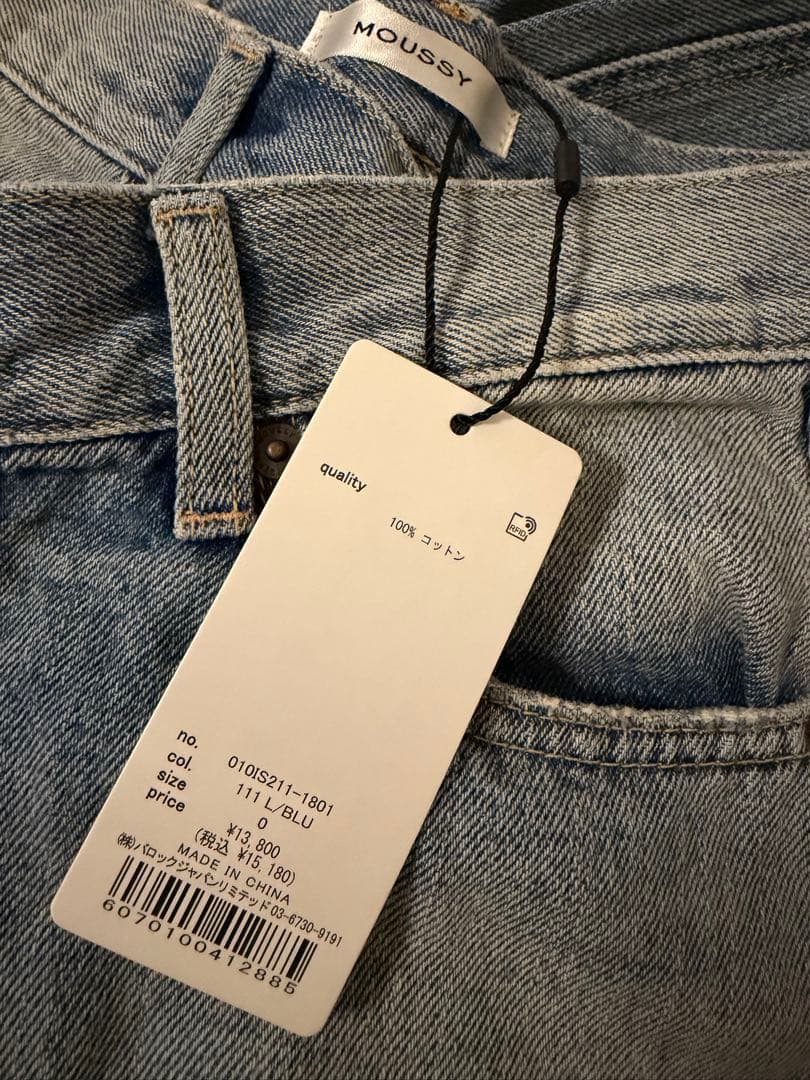 MOUSSY
quality
100% コットン
RFID
no. 010IS211-1801
col. 111 L/BLU
size 0
price ¥13,800
(税込 ¥15,180)
MADE IN CHINA
(株)バロックジャパンリミテッド 03-6730-9191
6070100412885